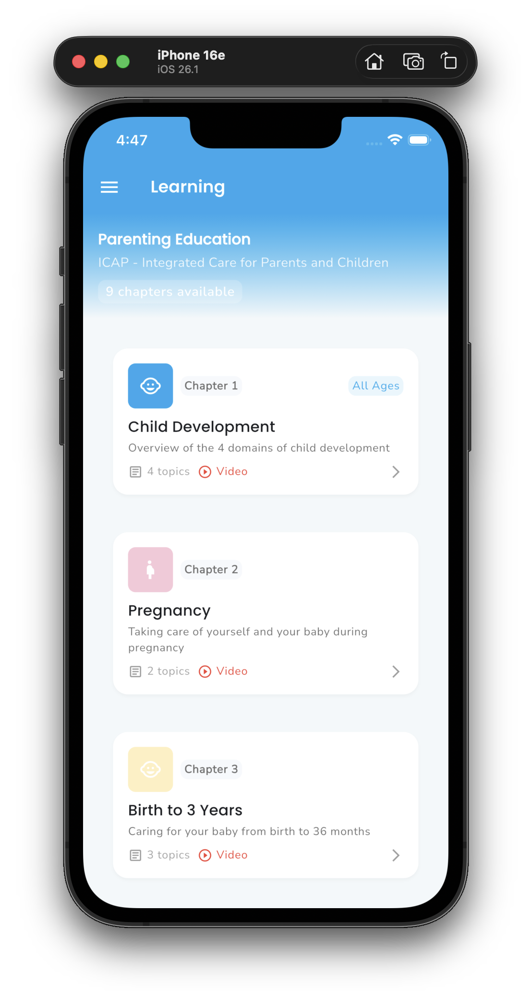 iPhone 16e
iOS 26.1
4:47
Learning
Parenting Education
ICAP - Integrated Care for Parents and Children
9 chapters available
Chapter 1
All Ages
Child Development
Overview of the 4 domains of child development
4 topics
Video
Chapter 2
Pregnancy
Taking care of yourself and your baby during
pregnancy
2 topics
Video
Chapter 3
Birth to 3 Years
Caring for your baby from birth to 36 months
3 topics
Video